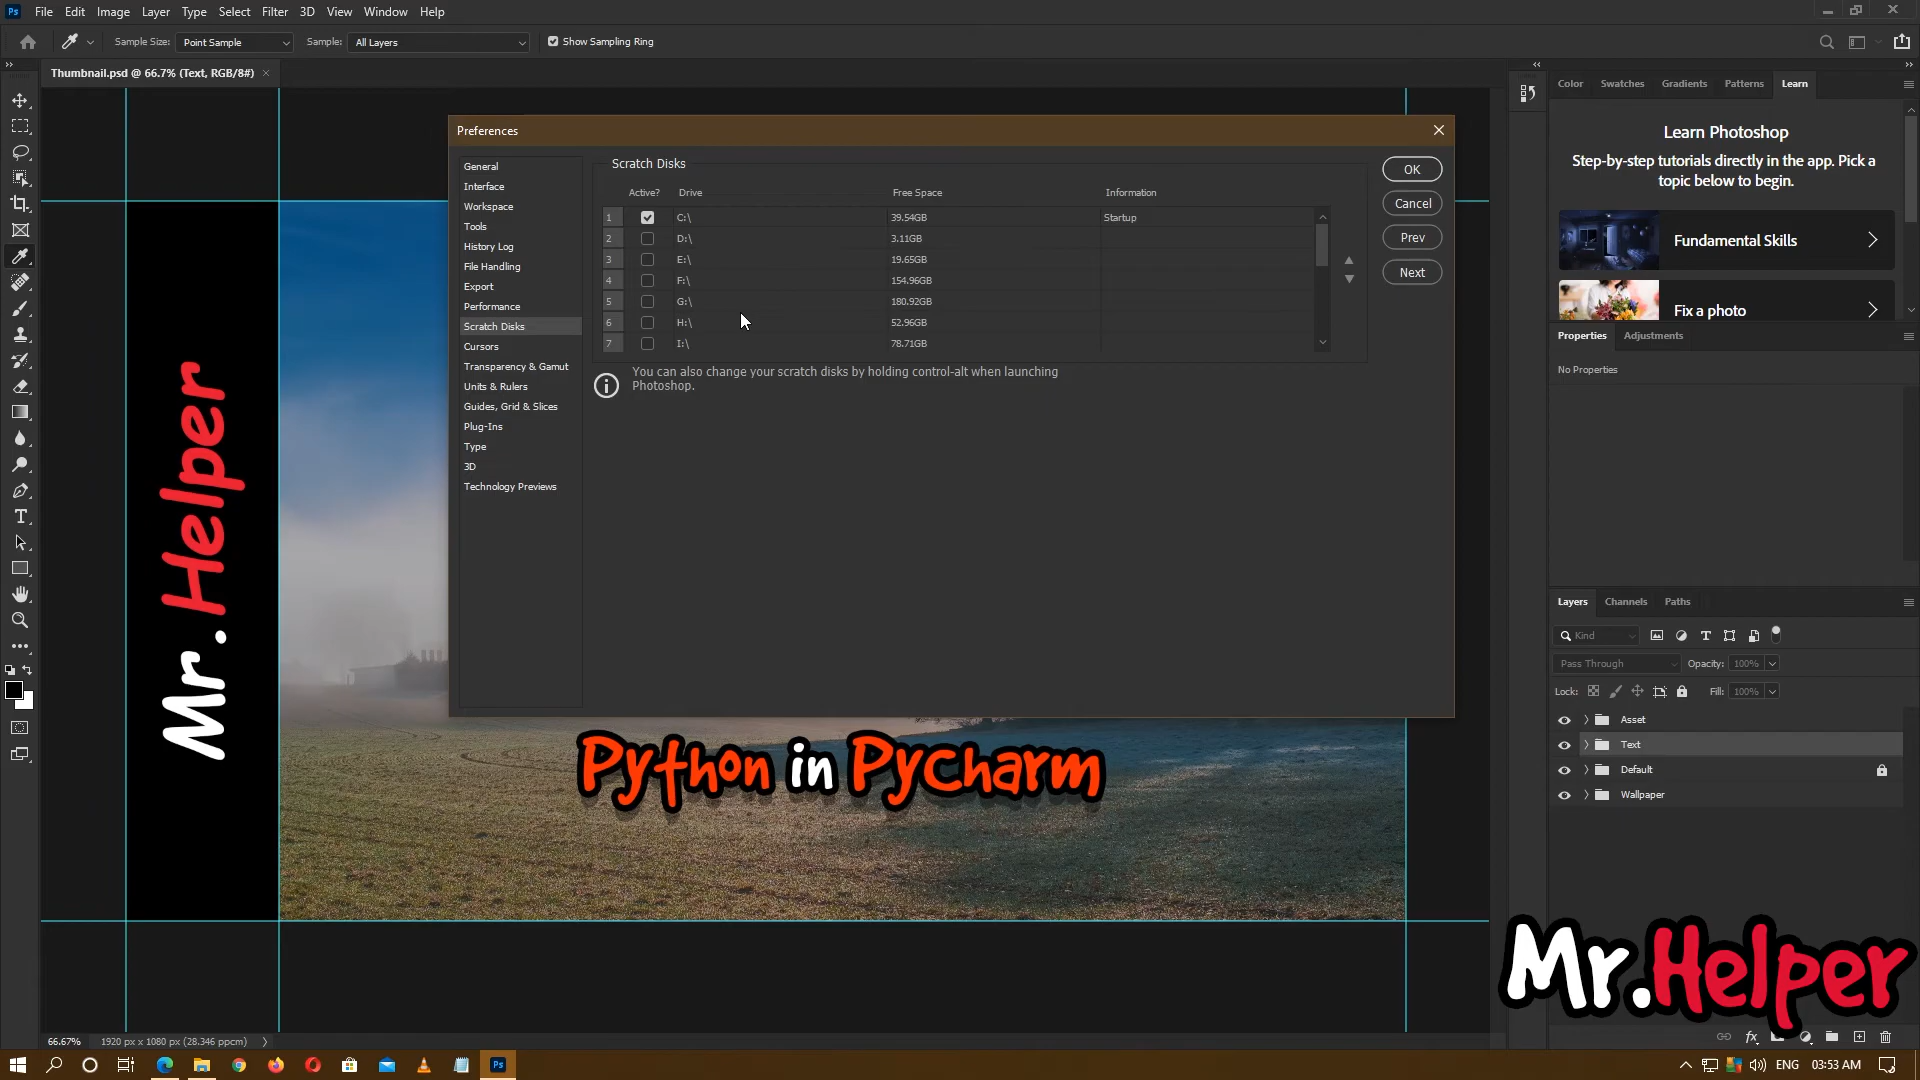 Ps File Edit Image Layer Type Select Filter 3D View Window Help
Sample Size: Point Sample Sample: All Layers Show Sampling Ring
Thumbnail.psd @ 66.7% (Text, RGB/8#)
Color Swatches Gradients Patterns Learn
Learn Photoshop
Step-by-step tutorials directly in the app. Pick a
topic below to begin.
Fundamental Skills
Fix a photo
Properties Adjustments
No Properties
Preferences
General
Interface
Workspace
Tools
History Log
File Handling
Export
Performance
Scratch Disks
Cursors
Transparency & Gamut
Units & Rulers
Guides, Grid & Slices
Plug-Ins
Type
3D
Technology Previews
Scratch Disks
Active? Drive Free Space Information
1 C:\ 39.54GB Startup
2 D:\ 3.11GB
3 E:\ 19.65GB
4 F:\ 154.96GB
5 G:\ 180.92GB
6 H:\ 52.96GB
7 I:\ 78.71GB
You can also change your scratch disks by holding control-alt when launching
Photoshop.
OK
Cancel
Prev
Next
Mr. Helper
Python in Pycharm
Layers Channels Paths
Kind
Pass Through Opacity: 100%
Lock: Fill: 100%
Asset
Text
Default
Wallpaper
Mr.Helper
66.67% 1920 px x 1080 px (28.346 ppcm)
Ps ENG 03:53 AM